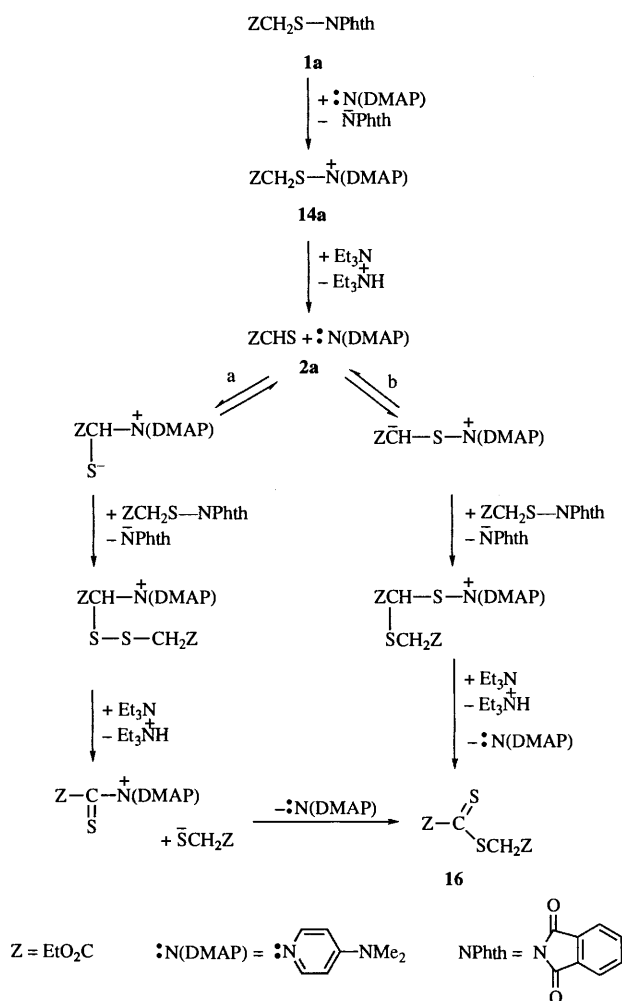 ZCH₂S—NPhth
1a
+ :N(DMAP)
− N̄Phth
ZCH₂S—N⁺(DMAP)
14a
+ Et₃N
− Et₃N⁺H
ZCHS + :N(DMAP)
2a
a
b
ZCH—N⁺(DMAP)
S⁻
ZC̄H—S—N⁺(DMAP)
+ ZCH₂S—NPhth
− N̄Phth
+ ZCH₂S—NPhth
− N̄Phth
ZCH—N⁺(DMAP)
S—S—CH₂Z
ZCH—S—N⁺(DMAP)
SCH₂Z
+ Et₃N
− Et₃N⁺H
+ Et₃N
− Et₃N⁺H
− :N(DMAP)
Z—C—N⁺(DMAP)
S
+ S̄CH₂Z
− :N(DMAP)
S
Z—C
SCH₂Z
16
Z = EtO₂C
:N(DMAP) = :N NMe₂
NPhth = −N O O